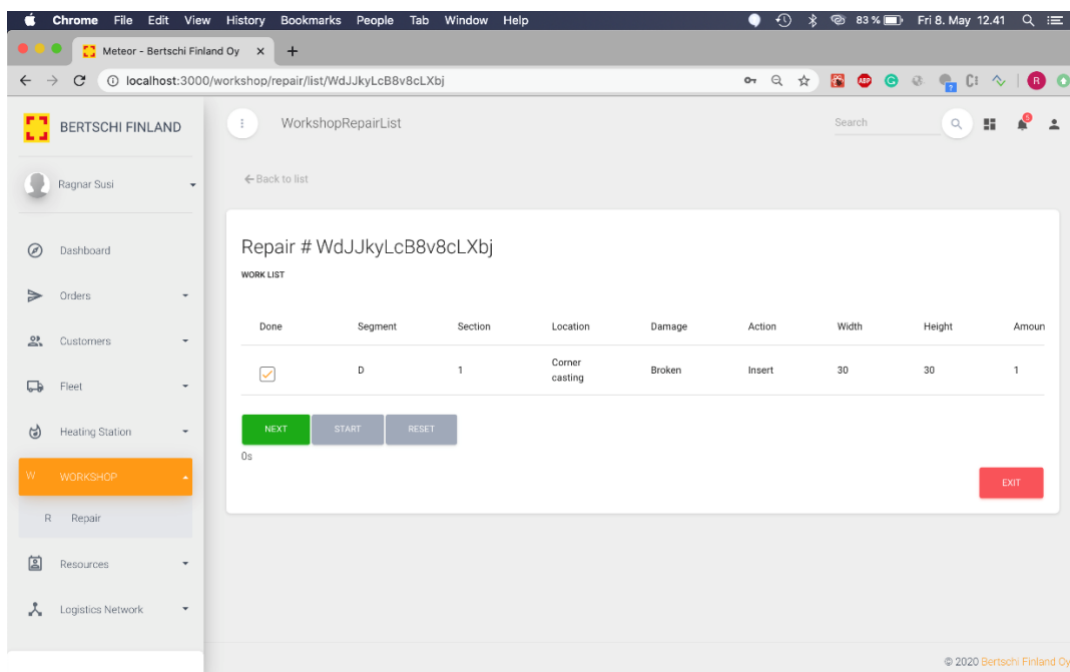 Chrome File Edit View History Bookmarks People Tab Window Help 83 % Fri 8. May 12.41
Meteor - Bertschi Finland Oy
localhost:3000/workshop/repair/list/WdJJkyLcB8v8cLXbj
BERTSCHI FINLAND
WorkshopRepairList
Search
5
Ragnar Susi
Back to list
Dashboard
Orders
Customers
Fleet
Heating Station
W WORKSHOP
R Repair
Resources
Logistics Network
Repair # WdJJkyLcB8v8cLXbj
WORK LIST
Done Segment Section Location Damage Action Width Height Amoun
D 1 Corner casting Broken Insert 30 30 1
NEXT START RESET
0s
EXIT
© 2020 Bertschi Finland Oy